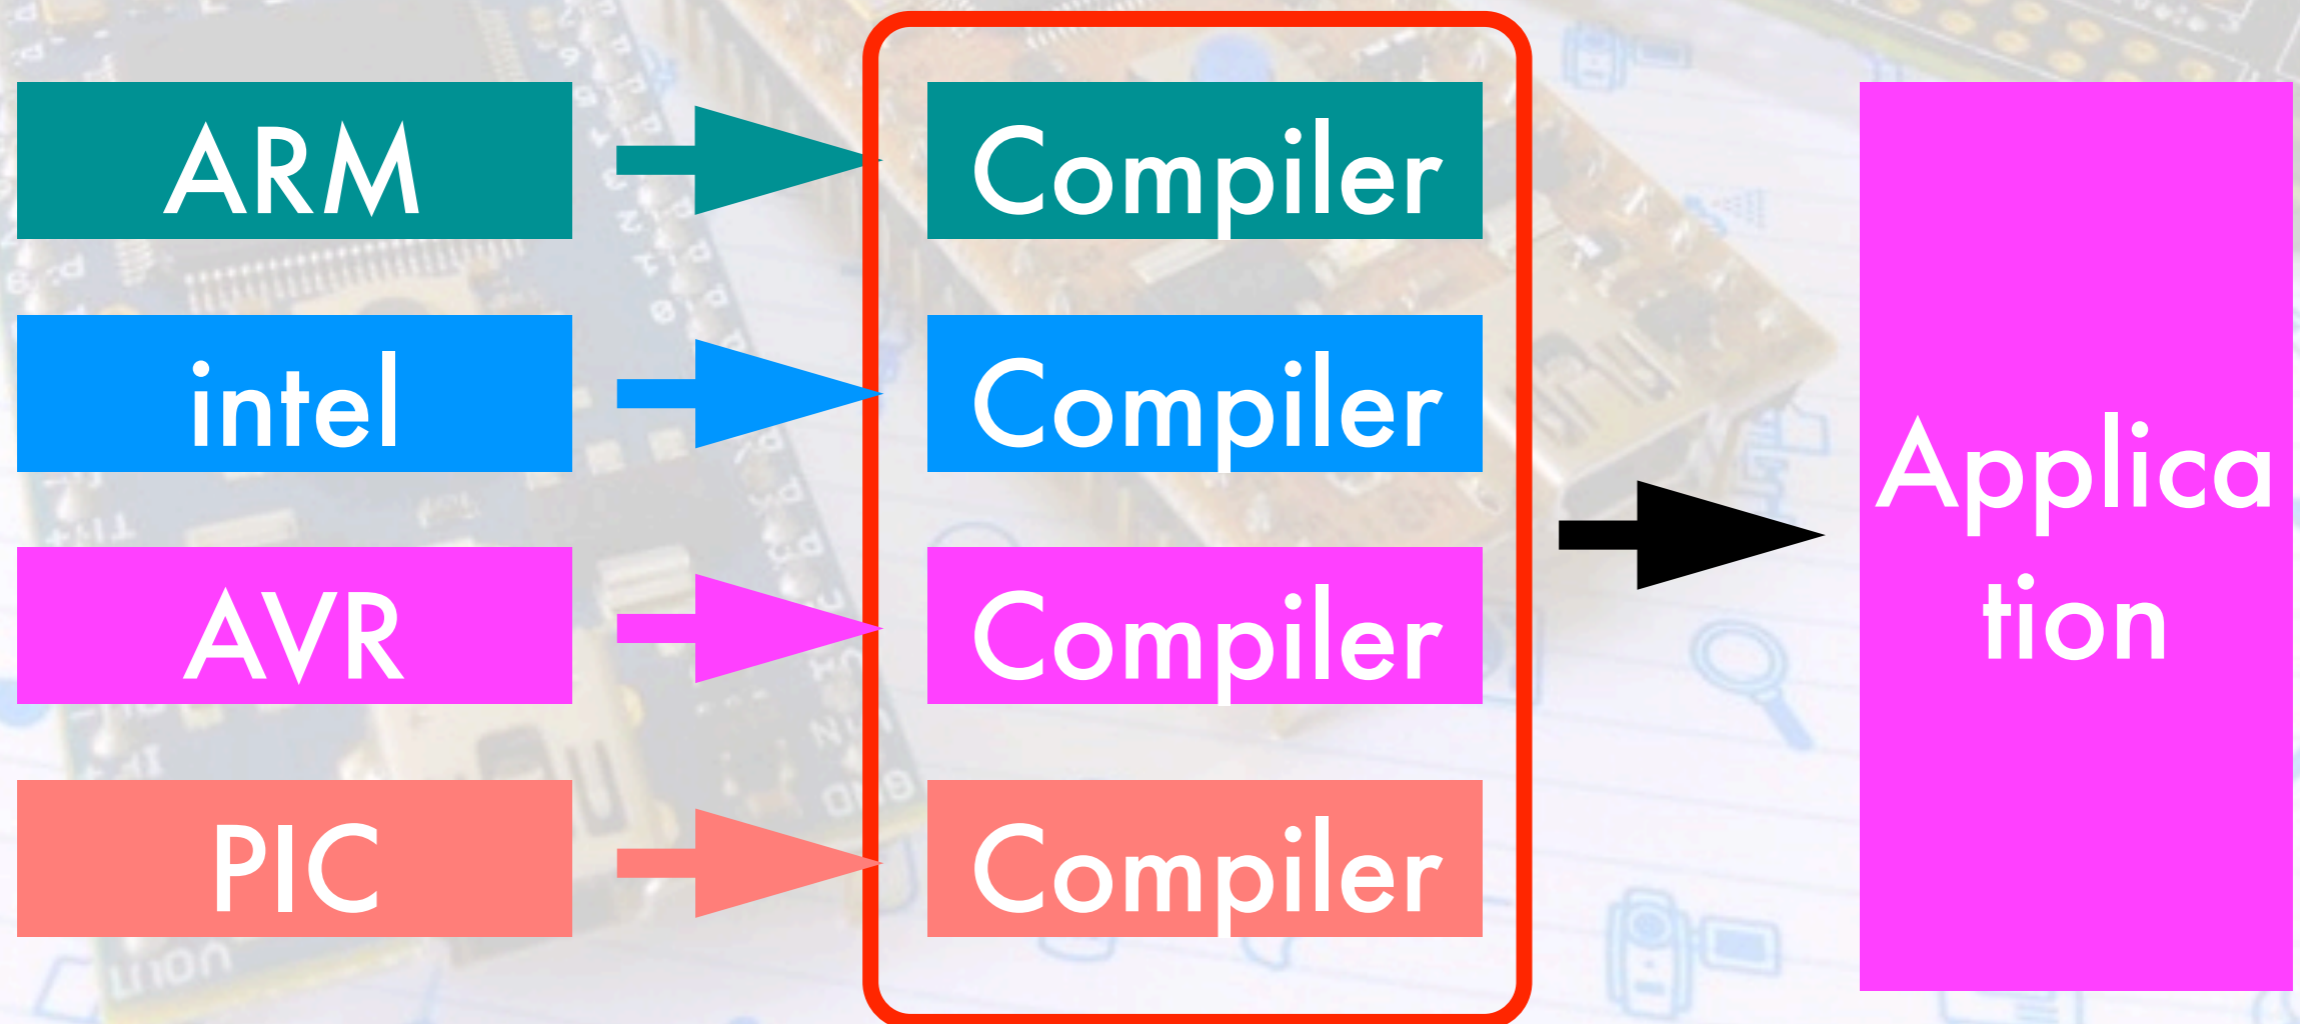 ARM
Compiler
intel
Compiler
AVR
Compiler
PIC
Compiler
Applica
tion